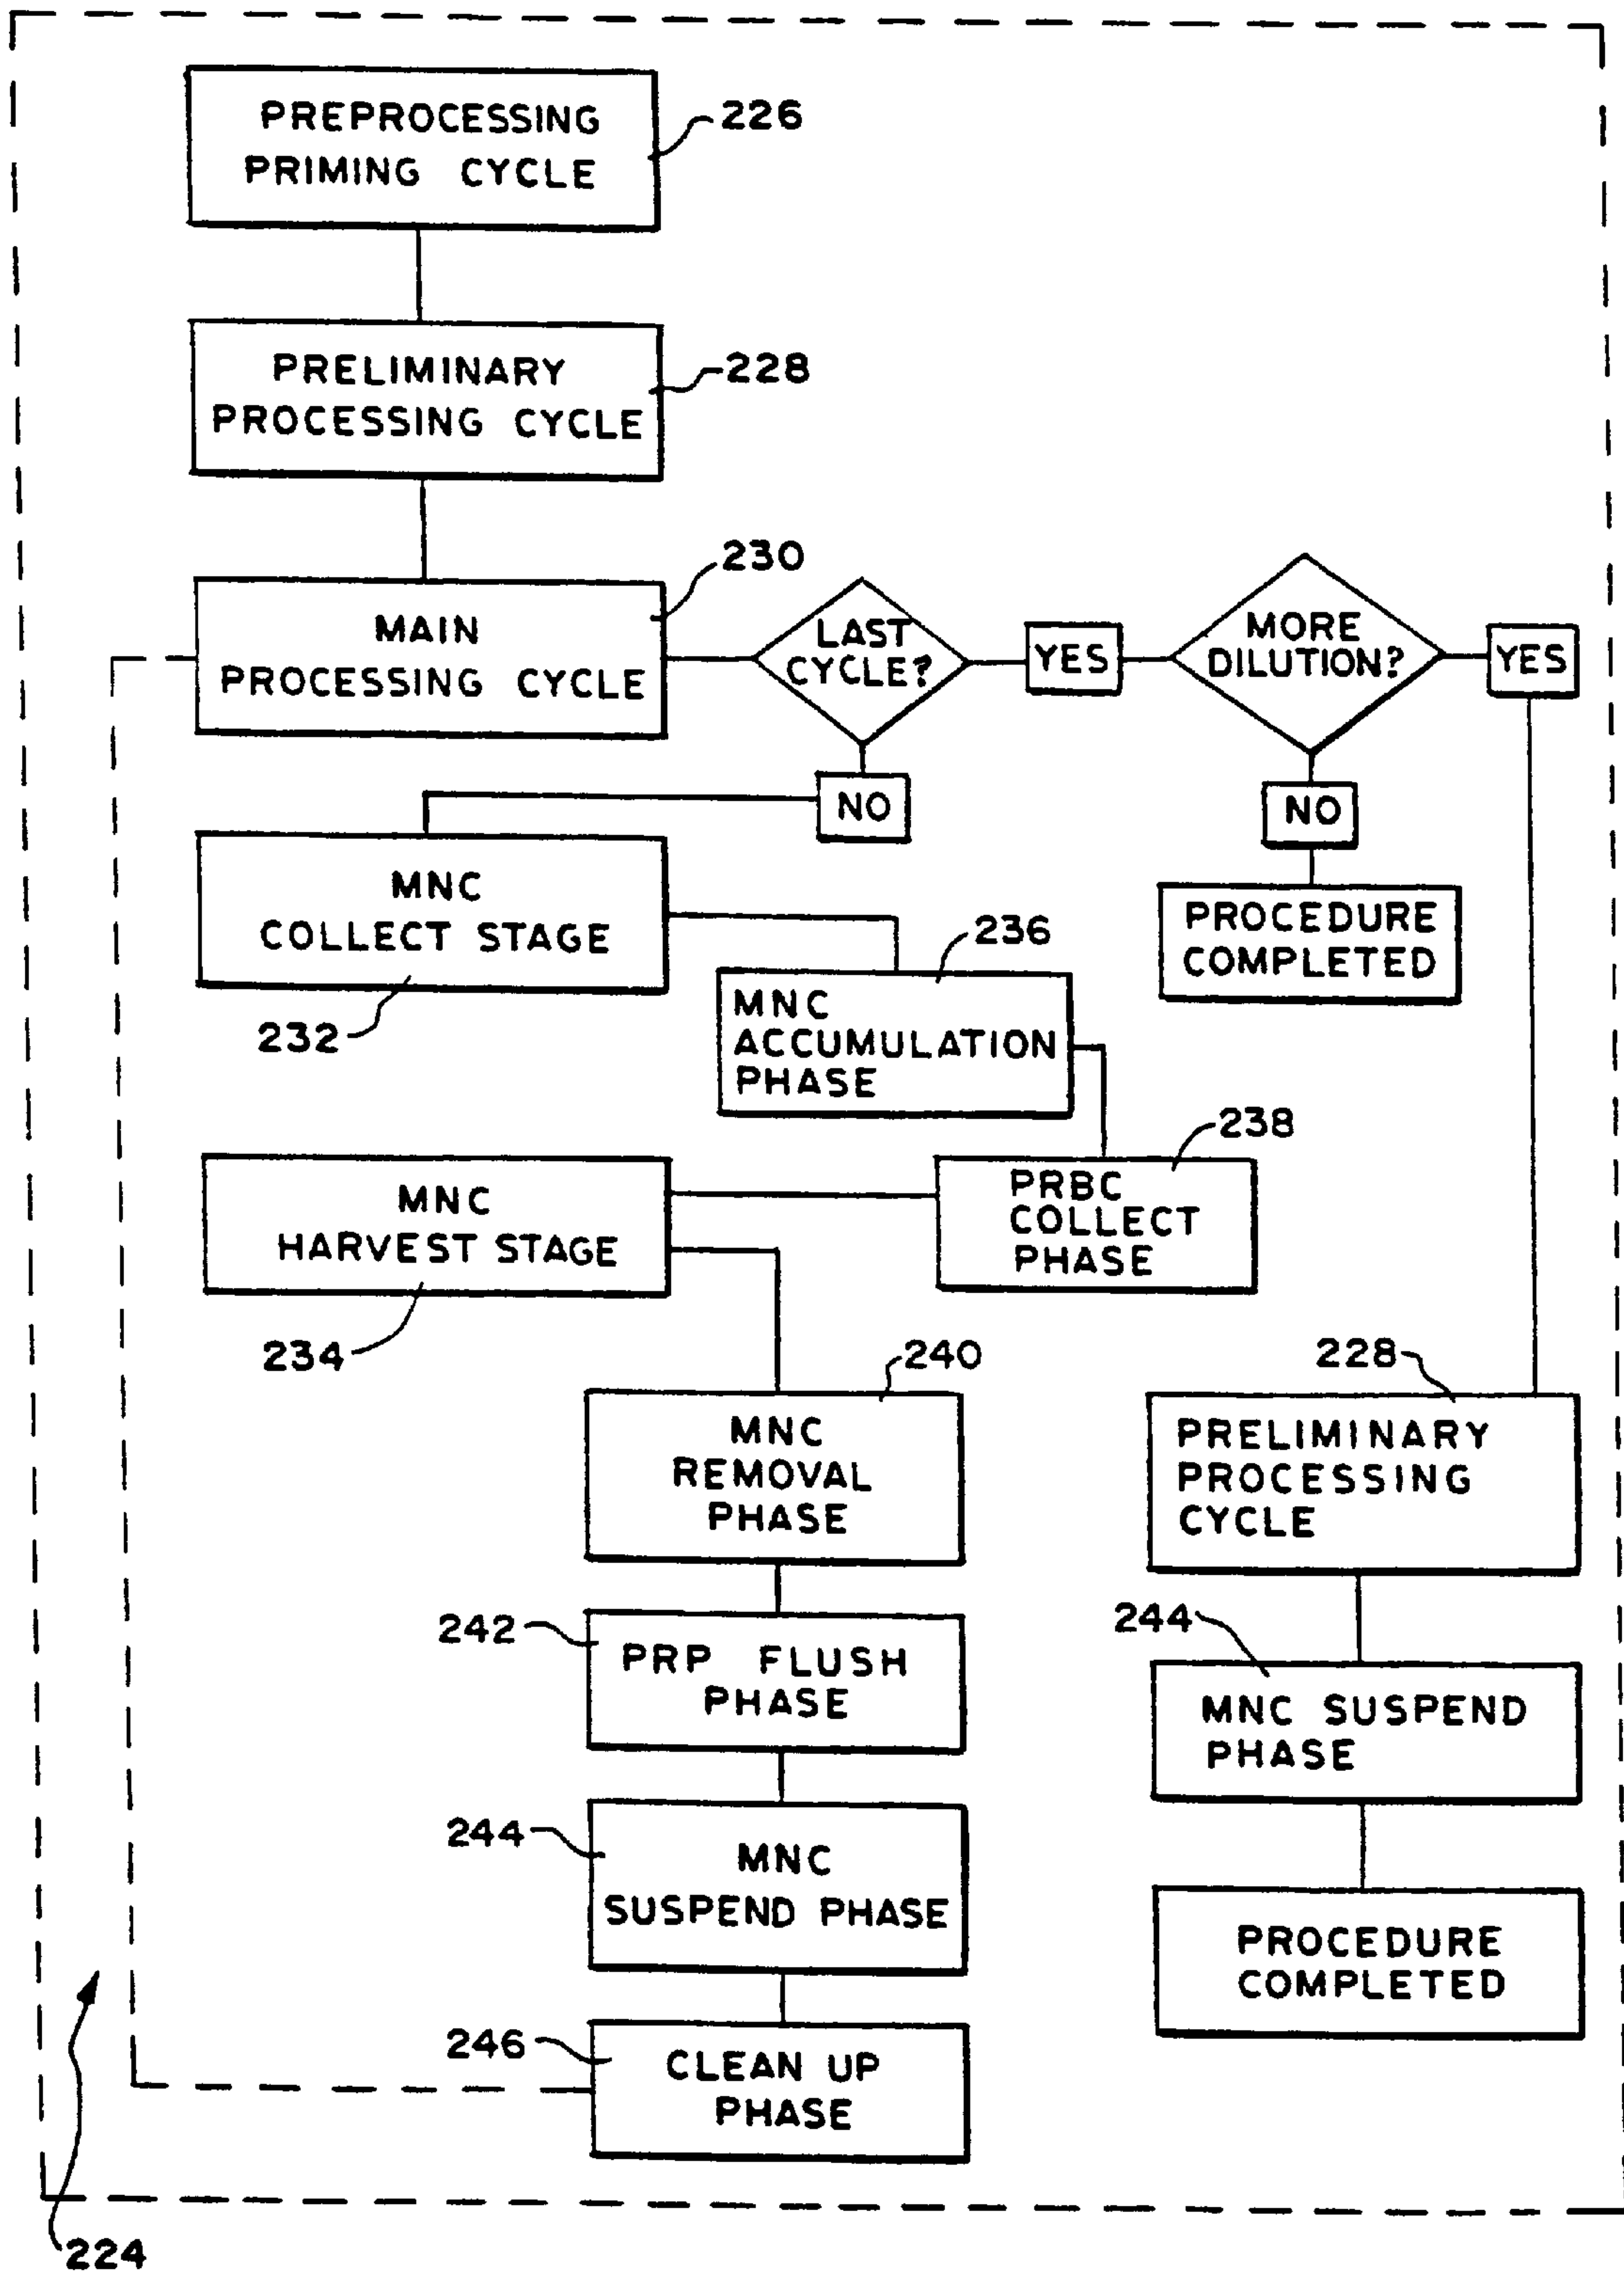 PREPROCESSING
PRIMING CYCLE
226
PRELIMINARY
PROCESSING CYCLE
228
230
MAIN
PROCESSING CYCLE
LAST
CYCLE?
YES
MORE
DILUTION?
YES
NO
NO
MNC
COLLECT STAGE
232
PROCEDURE
COMPLETED
236
MNC
ACCUMULATION
PHASE
238
PRBC
COLLECT
PHASE
MNC
HARVEST STAGE
234
240
MNC
REMOVAL
PHASE
228
PRELIMINARY
PROCESSING
CYCLE
242
PRP FLUSH
PHASE
244
MNC SUSPEND
PHASE
244
MNC
SUSPEND PHASE
PROCEDURE
COMPLETED
246
CLEAN UP
PHASE
224